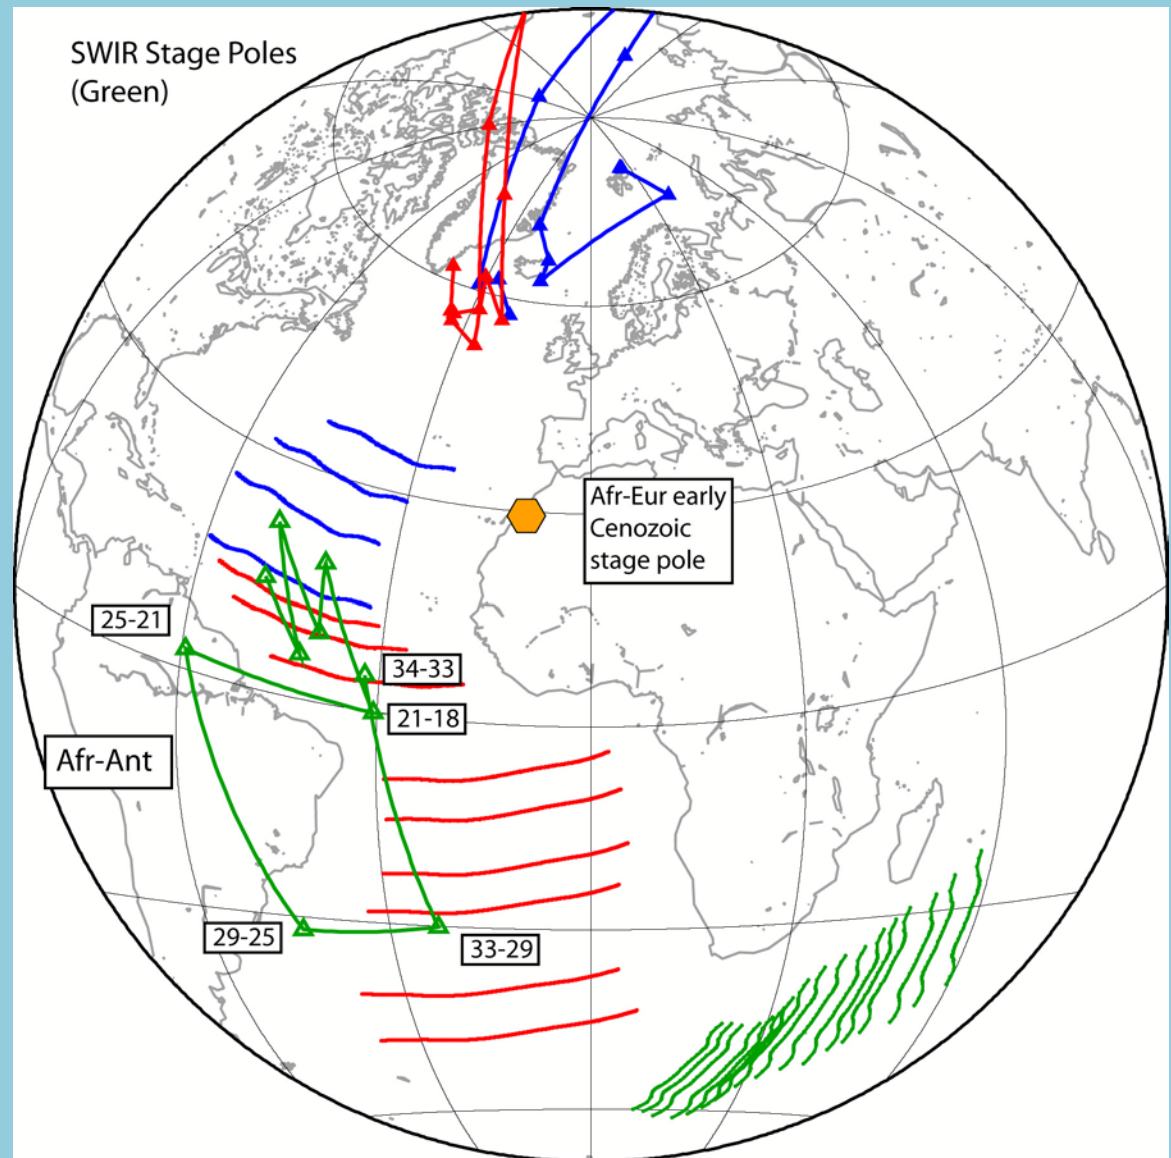 SWIR Stage Poles
(Green)
Afr-Eur early
Cenozoic
stage pole
25-21
34-33
21-18
Afr-Ant
29-25
33-29